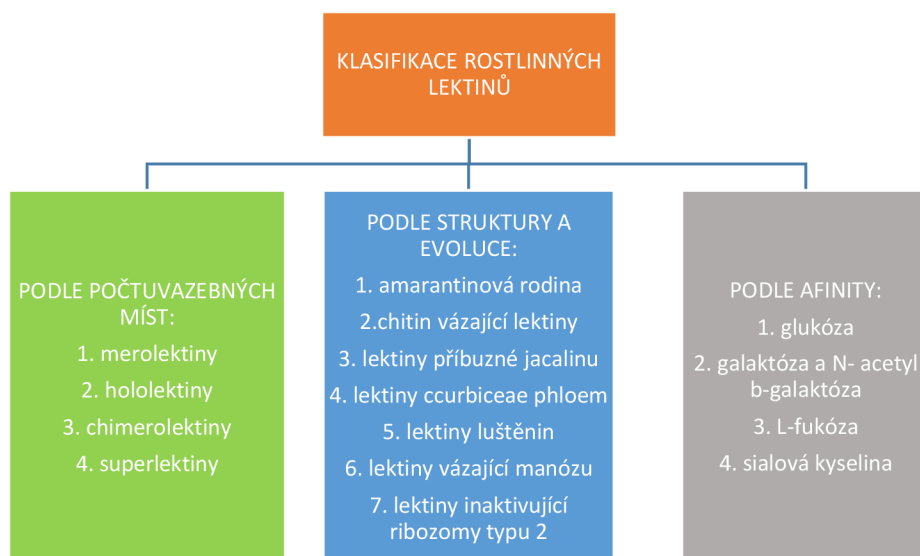 KLASIFIKACE ROSTLINNÝCH
LEKTINŮ
PODLE POČTUVAZEBNÝCH
MÍST:
1. merolektiny
2. hololektiny
3. chimerolektiny
4. superlektiny
PODLE STRUKTURY A
EVOLUCE:
1. amarantinová rodina
2.chitin vázající lektiny
3. lektiny příbuzné jacalinu
4. lektiny ccurbiceae phloem
5. lektiny luštěnin
6. lektiny vázající manózu
7. lektiny inaktivující
ribozomy typu 2
PODLE AFINITY:
1. glukóza
2. galaktóza a N- acetyl
b-galaktóza
3. L-fukóza
4. sialová kyselina